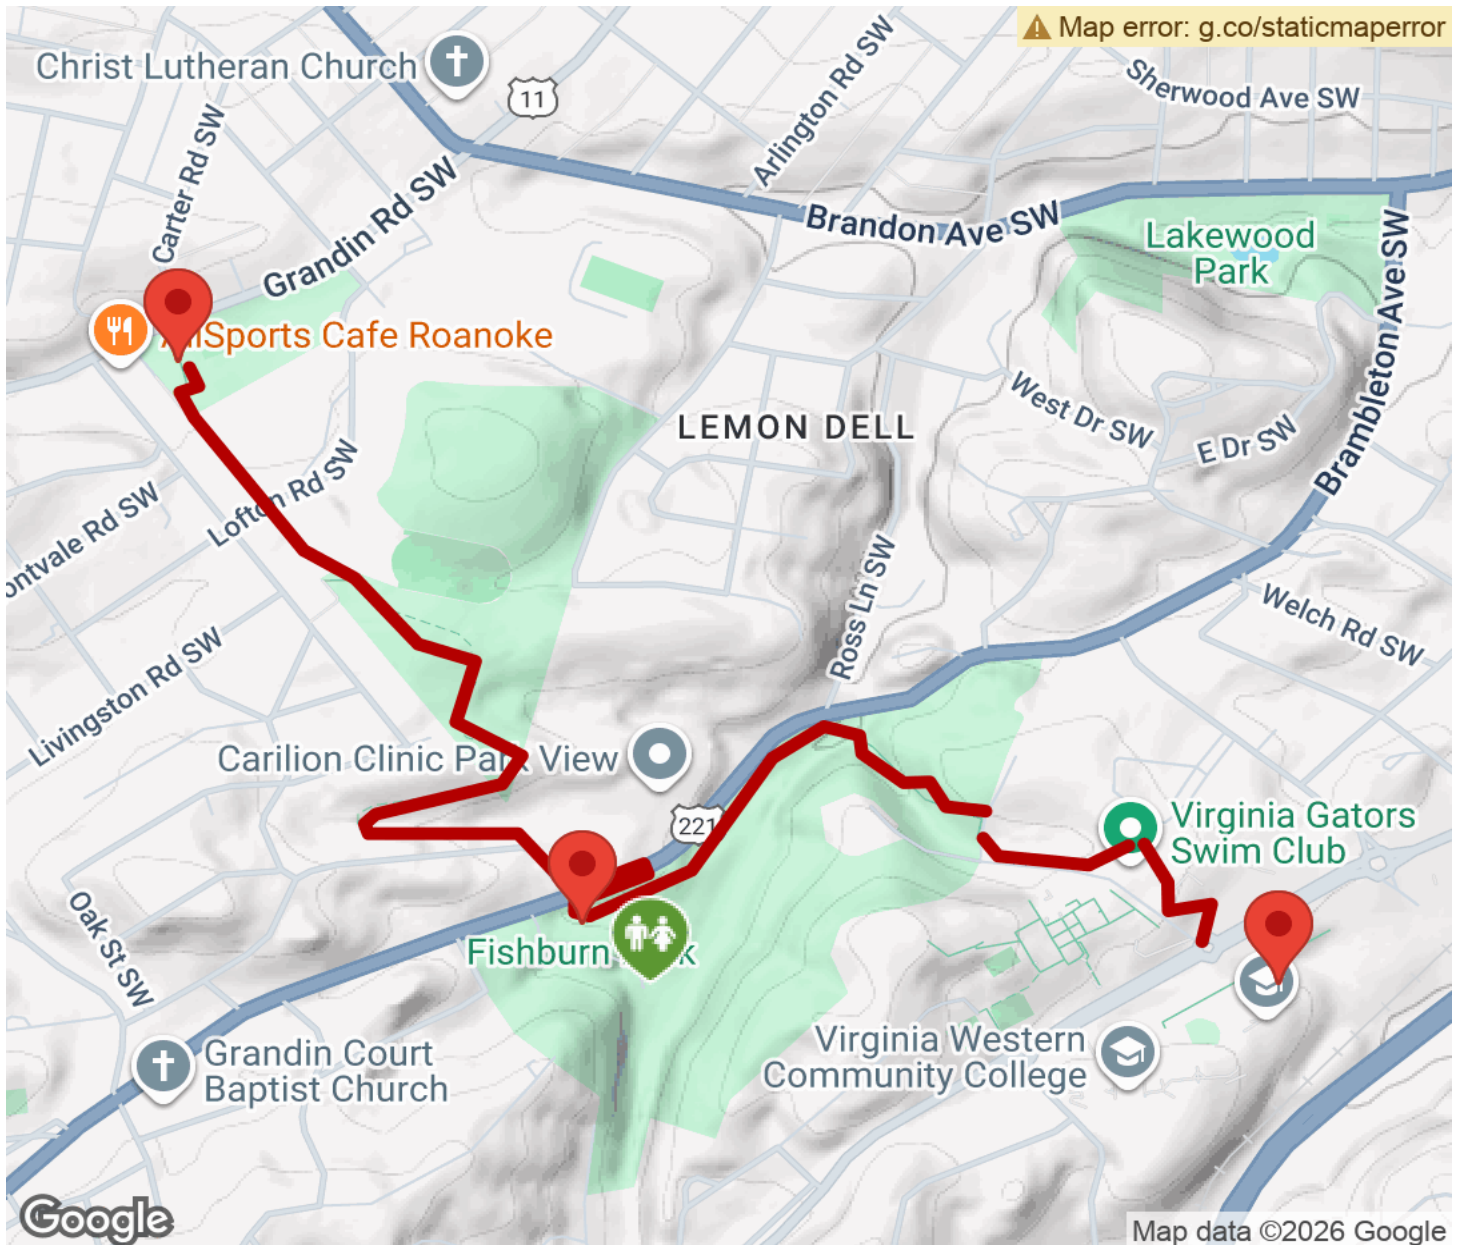 Map error: g.co/staticmaperror
Christ Lutheran Church
11
Sherwood Ave SW
Arlington Rd SW
Carter Rd SW
Grandin Rd SW
Brandon Ave SW
Lakewood
Park
Brambleton Ave SW
Sports Cafe Roanoke
West Dr SW
LEMON DELL
E Dr SW
ontvale Rd SW
Lofton Rd SW
Ross Ln SW
Welch Rd SW
Livingston Rd SW
Carilion Clinic Park View
221
Virginia Gators
Swim Club
Oak St SW
Fishburn
Grandin Court
Baptist Church
Virginia Western
Community College
Google
Map data ©2026 Google